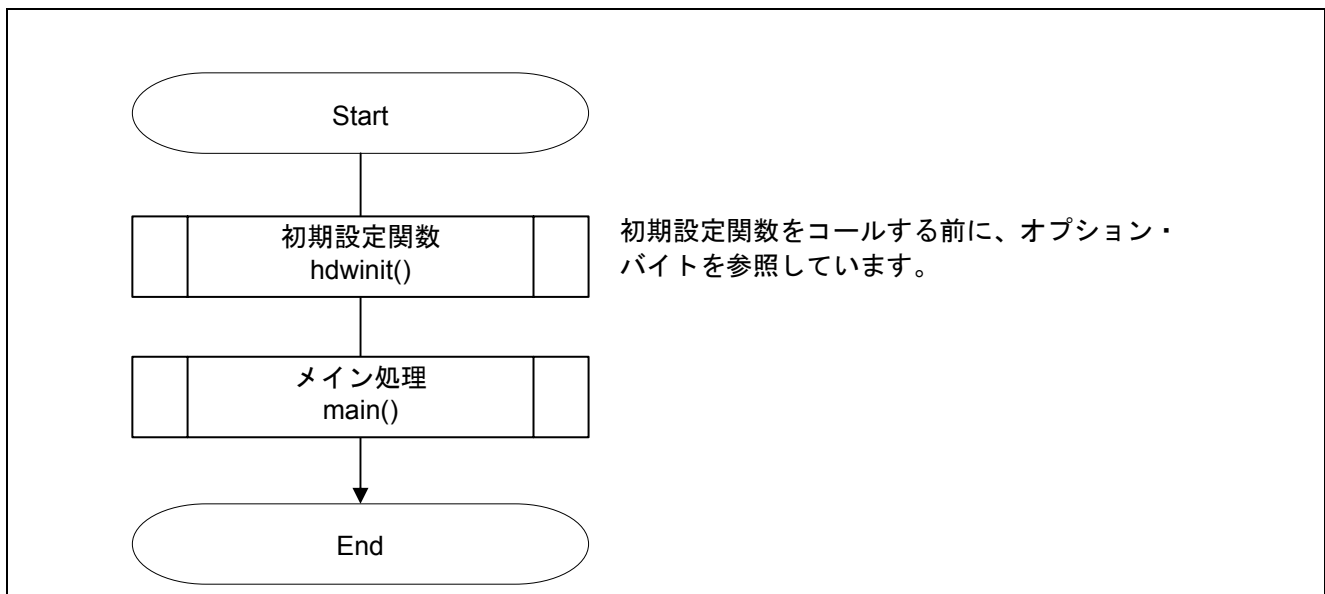 Start
初期設定関数
hdwinit()
初期設定関数をコールする前に、オプション・
バイトを参照しています。
メイン処理
main()
End